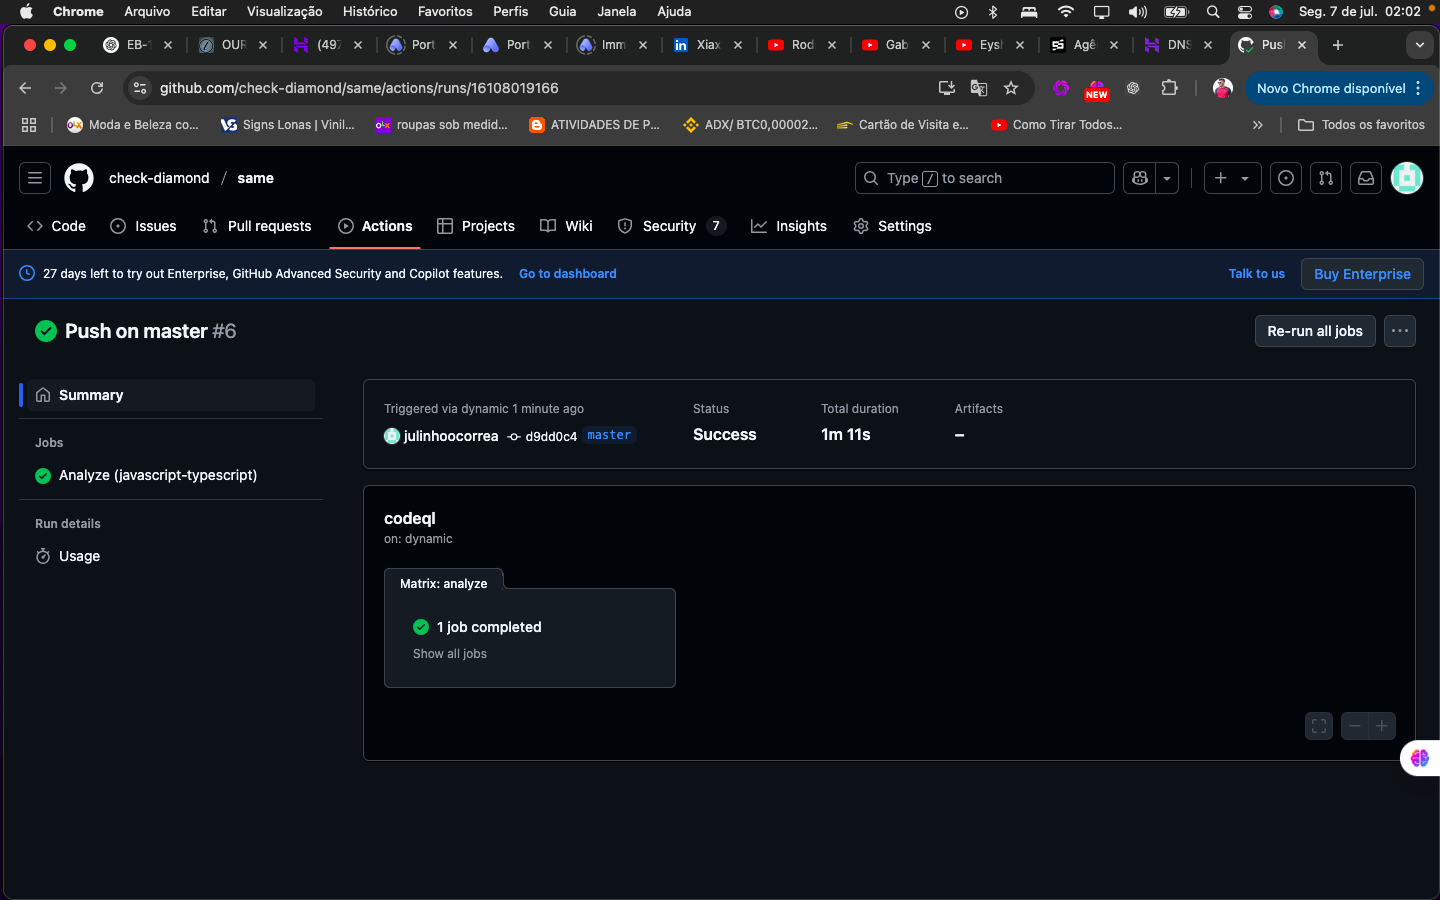 Chrome Arquivo Editar Visualização Histórico Favoritos Perfis Guia Janela Ajuda Seg. 7 de jul. 02:02
EB-1 OUR (497 Port Port Imm Xiax Rod Gab Eysh Agê DNS Pus
github.com/check-diamond/same/actions/runs/16108019166 NEW Novo Chrome disponível
Moda e Beleza co... Signs Lonas | Vinil... roupas sob medid... ATIVIDADES DE P... ADX/ BTC0,00002... Cartão de Visita e... Como Tirar Todos... Todos os favoritos
check-diamond / same Type / to search
Code Issues Pull requests Actions Projects Wiki Security 7 Insights Settings
27 days left to try out Enterprise, GitHub Advanced Security and Copilot features. Go to dashboard Talk to us Buy Enterprise
Push on master #6 Re-run all jobs
Summary
Jobs
Analyze (javascript-typescript)
Run details
Usage
Triggered via dynamic 1 minute ago Status Total duration Artifacts
julinhoocorrea d9dd0c4 master Success 1m 11s –
codeql
on: dynamic
Matrix: analyze
1 job completed
Show all jobs